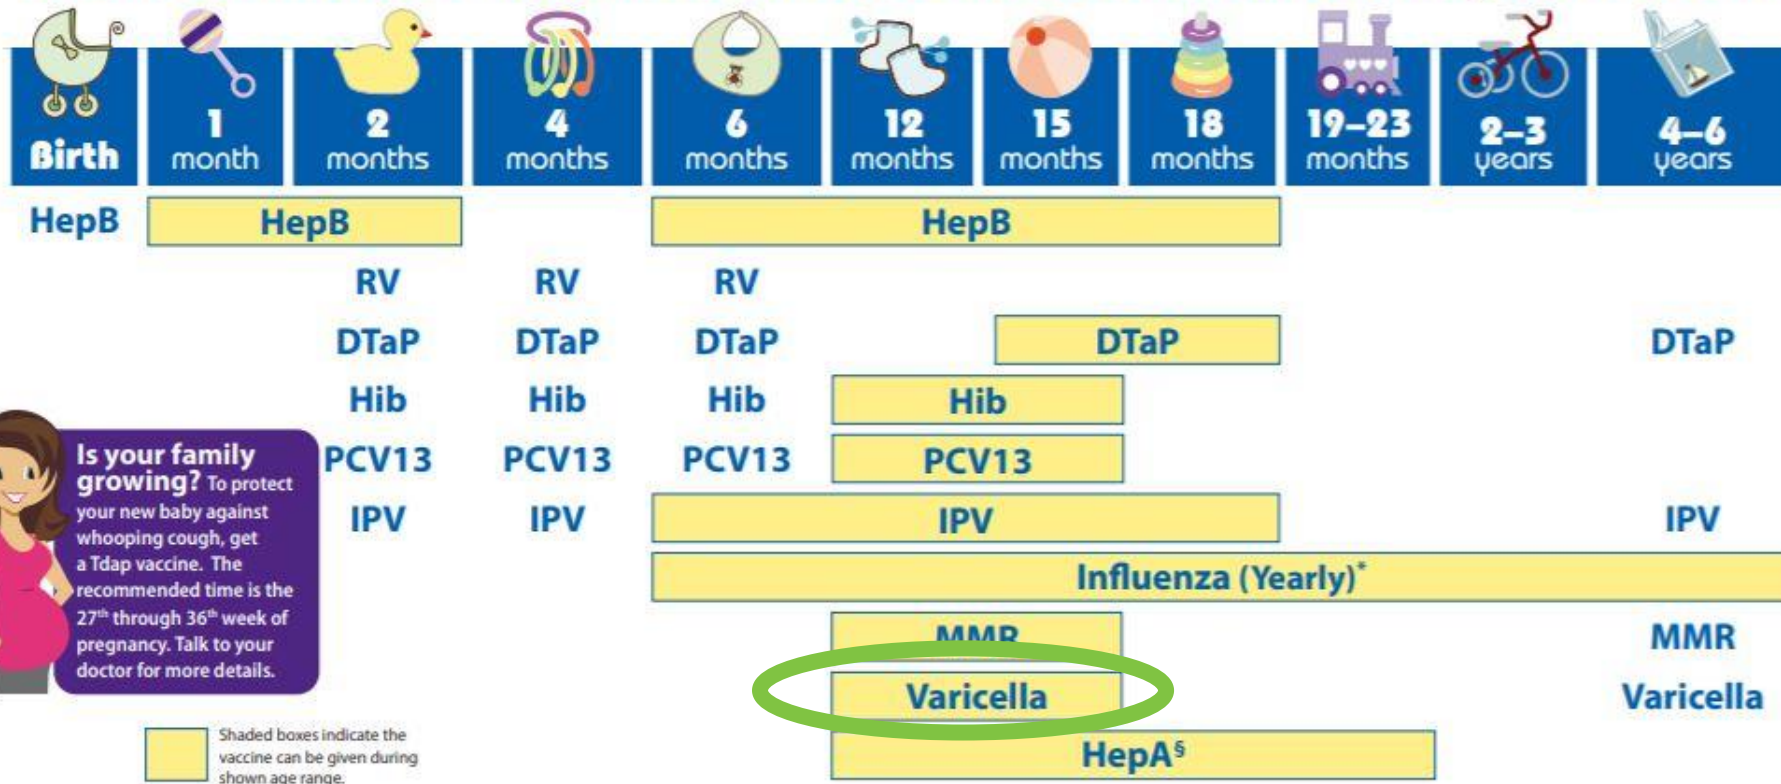 Birth
1 month
2 months
4 months
6 months
12 months
15 months
18 months
19–23 months
2–3 years
4–6 years
HepB HepB HepB
RV RV RV
DTaP DTaP DTaP DTaP DTaP
Hib Hib Hib Hib
PCV13 PCV13 PCV13 PCV13
IPV IPV IPV IPV
Influenza (Yearly)*
MMR MMR
Varicella Varicella
HepA§
Is your family
growing? To protect
your new baby against
whooping cough, get
a Tdap vaccine. The
recommended time is the
27th through 36th week of
pregnancy. Talk to your
doctor for more details.
Shaded boxes indicate the
vaccine can be given during
shown age range.